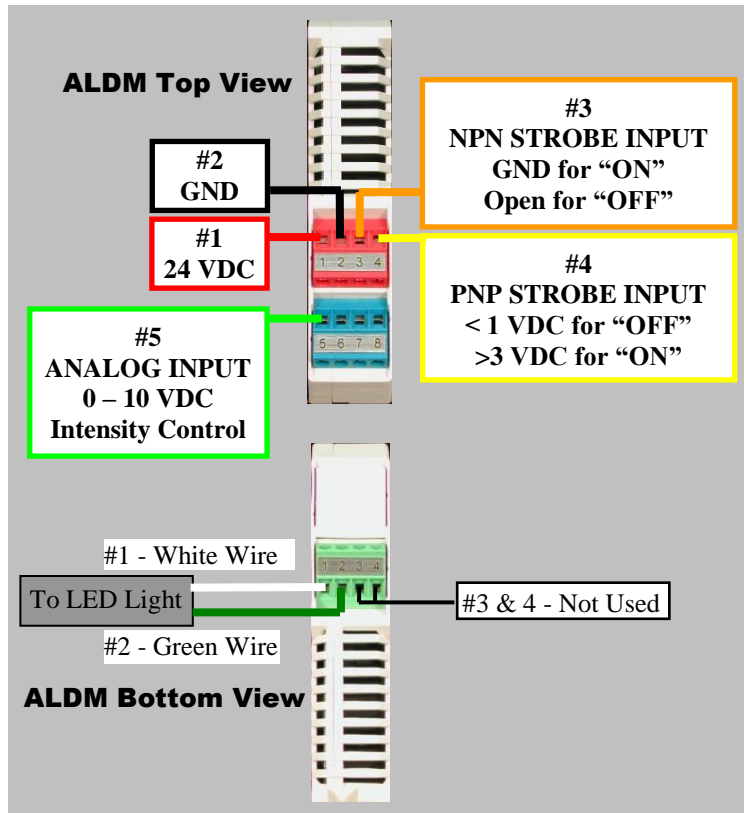 ALDM Top View
#3
NPN STROBE INPUT
GND for “ON”
Open for “OFF”
#2
GND
#1
24 VDC
1 2 3 4
#4
PNP STROBE INPUT
< 1 VDC for “OFF”
>3 VDC for “ON”
#5
ANALOG INPUT
0 – 10 VDC
Intensity Control
5 6 7 8
#1 - White Wire
1 2 3 4
To LED Light
#3 & 4 - Not Used
#2 - Green Wire
ALDM Bottom View